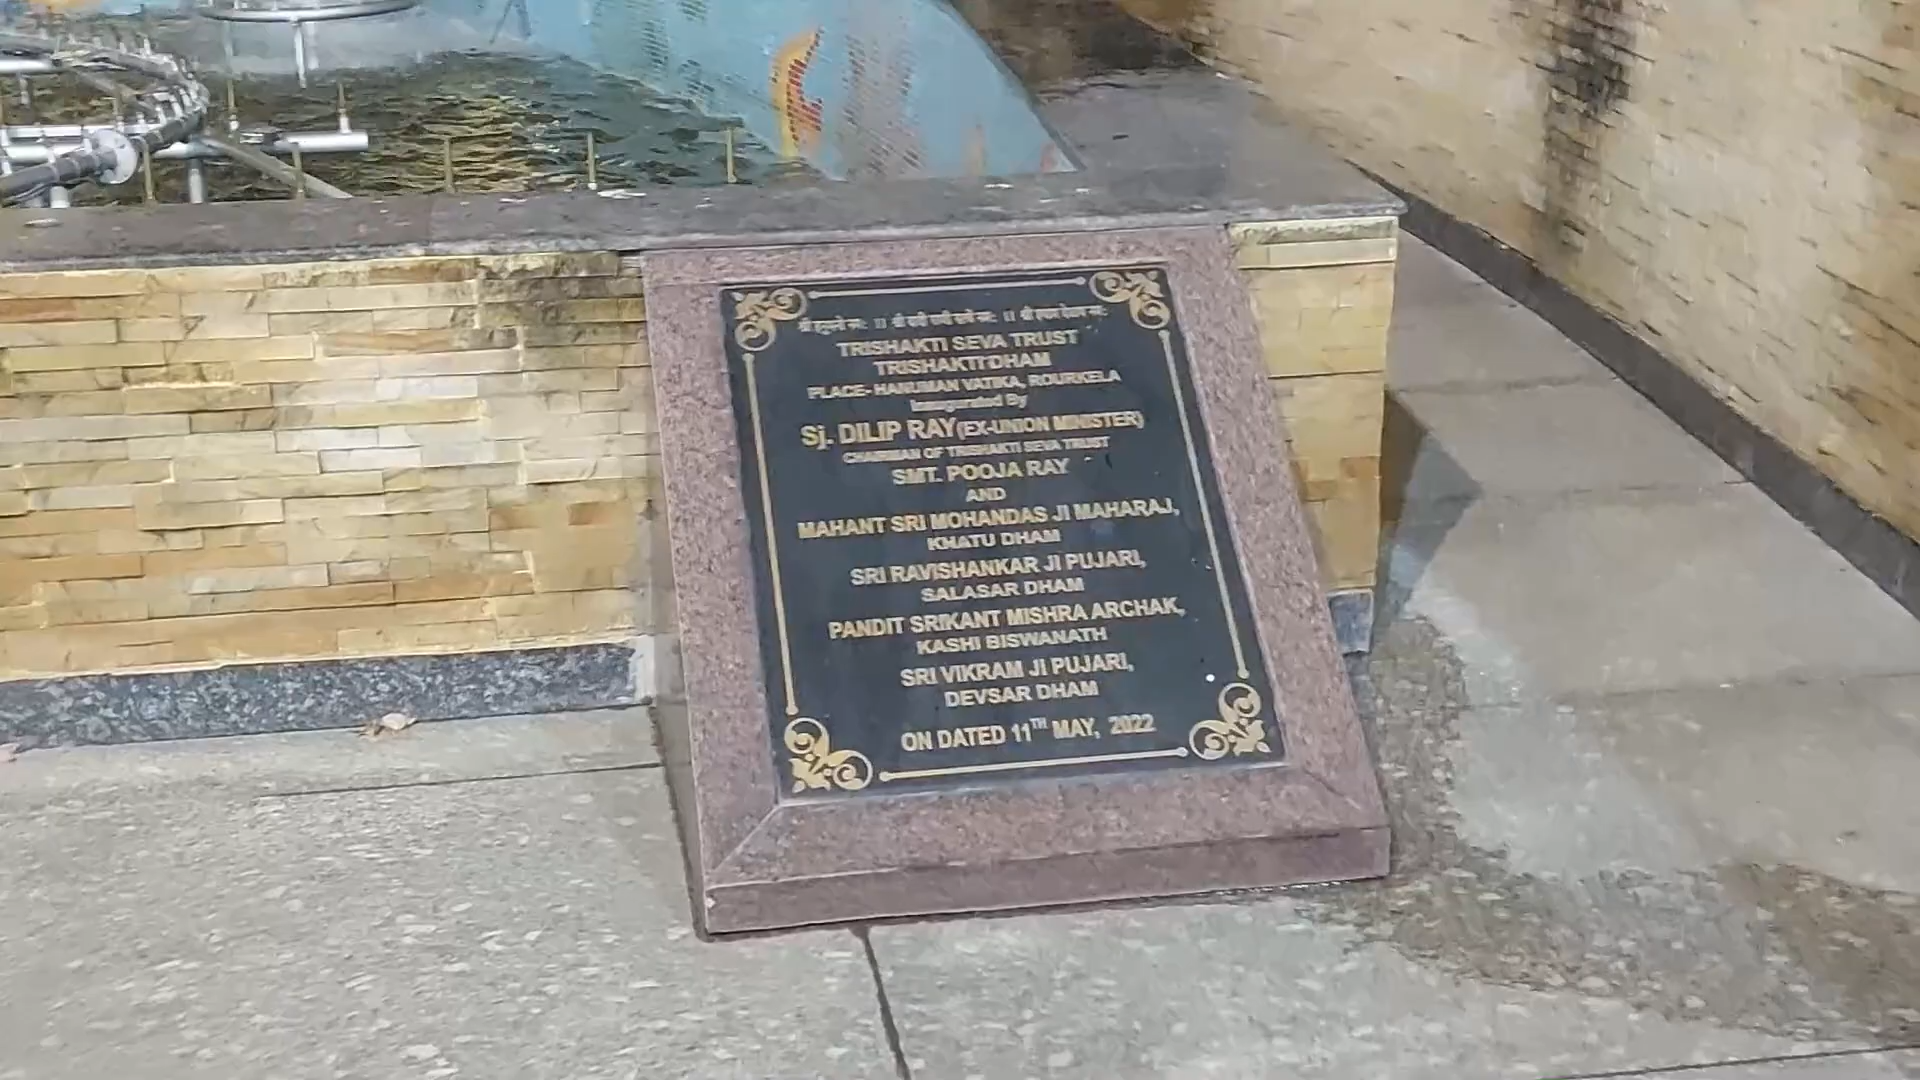 TRISHAKTI SEVA TRUST
TRISHAKTI DHAM
PLACE- HANUMAN VATIKA, ROURKELA
Inaugurated By
Sj. DILIP RAY (EX-UNION MINISTER)
CHAIRMAN OF TRISHAKTI SEVA TRUST
SMT. POOJA RAY
AND
MAHANT SRI MOHANDAS JI MAHARAJ,
KHATU DHAM
SRI RAVISHANKAR JI PUJARI,
SALASAR DHAM
PANDIT SRIKANT MISHRA ARCHAK,
KASHI BISWANATH
SRI VIKRAM JI PUJARI,
DEVSAR DHAM
ON DATED 11TH MAY, 2022